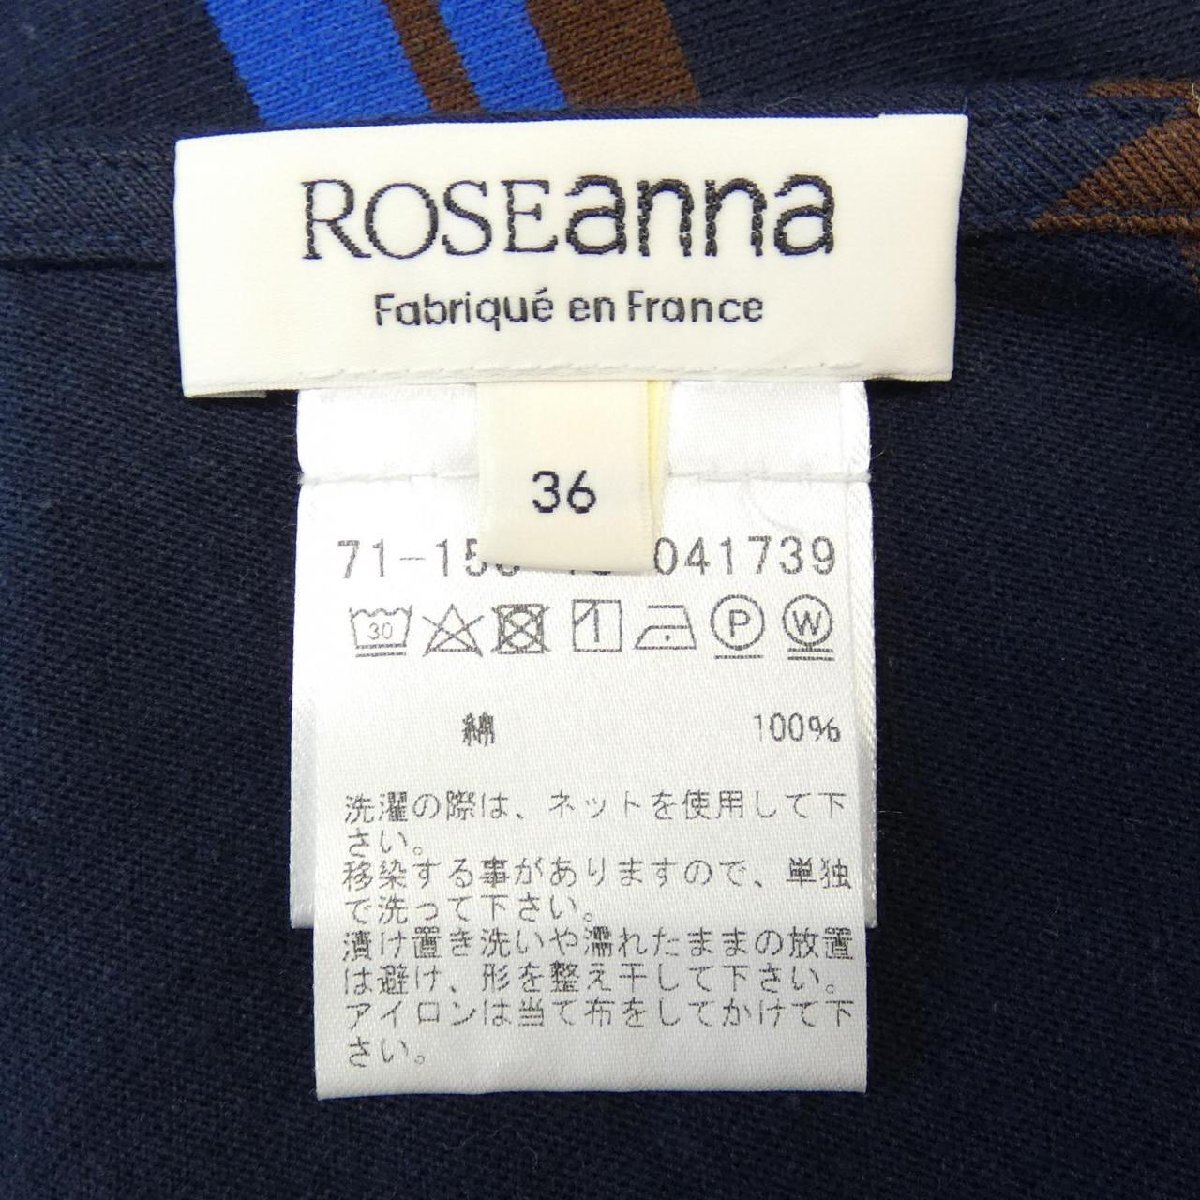 ROSEanna
Fabriqué en France
36
041739
30
P W
綿 100%
洗濯の際は、ネットを使用して下
さい。
移染する事がありますので、単独
で洗って下さい。
漬け置き洗いや濡れたままの放置
は避け、形を整え干して下さい。
アイロンは当て布をしてかけて下
さい。